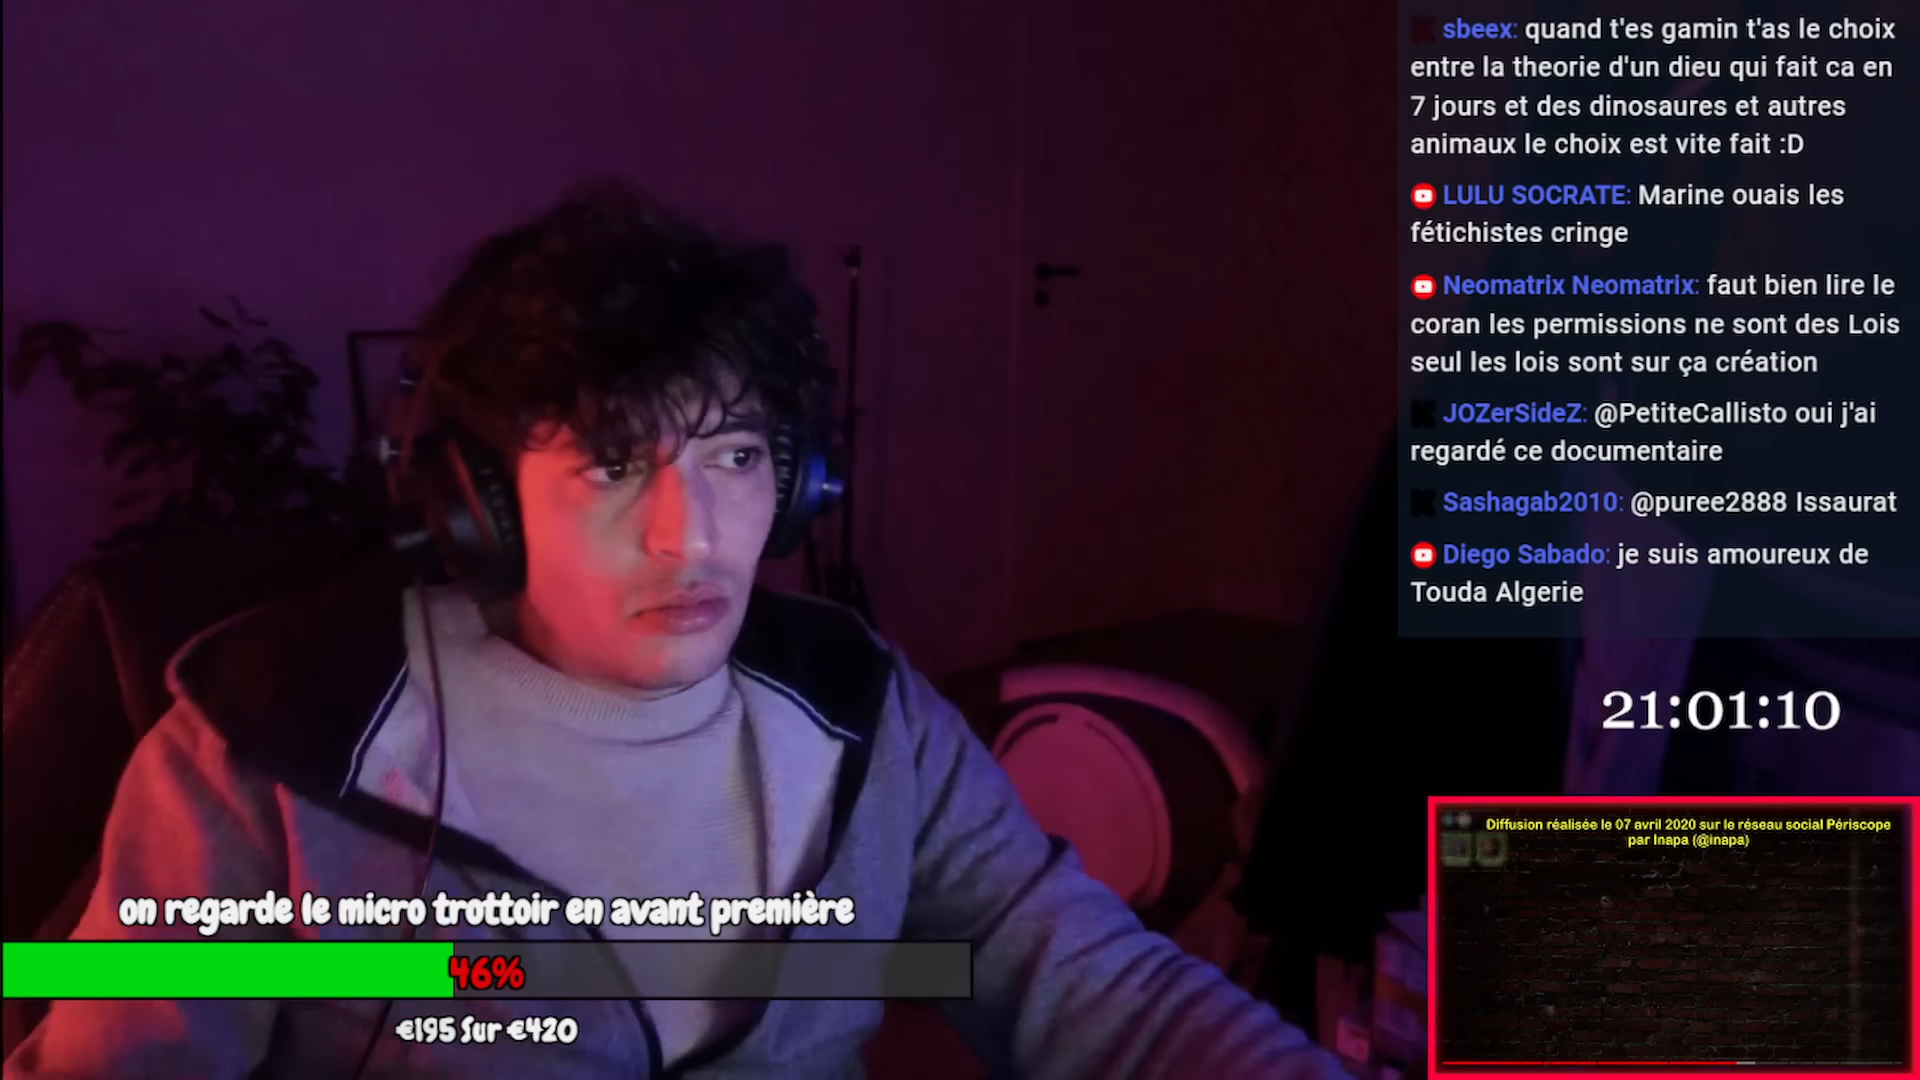 sbeex: quand t'es gamin t'as le choix
entre la theorie d'un dieu qui fait ca en
7 jours et des dinosaures et autres
animaux le choix est vite fait :D
LULU SOCRATE: Marine ouais les
fétichistes cringe
Neomatrix Neomatrix: faut bien lire le
coran les permissions ne sont des Lois
seul les lois sont sur ça création
JOZerSideZ: @PetiteCallisto oui j'ai
regardé ce documentaire
Sashagab2010: @puree2888 Issaurat
Diego Sabado: je suis amoureux de
Touda Algerie
21:01:10
Diffusion réalisée le 07 avril 2020 sur le réseau social Périscope
par Inapa (@inapa)
on regarde le micro trottoir en avant première
46%
€195 Sur €420